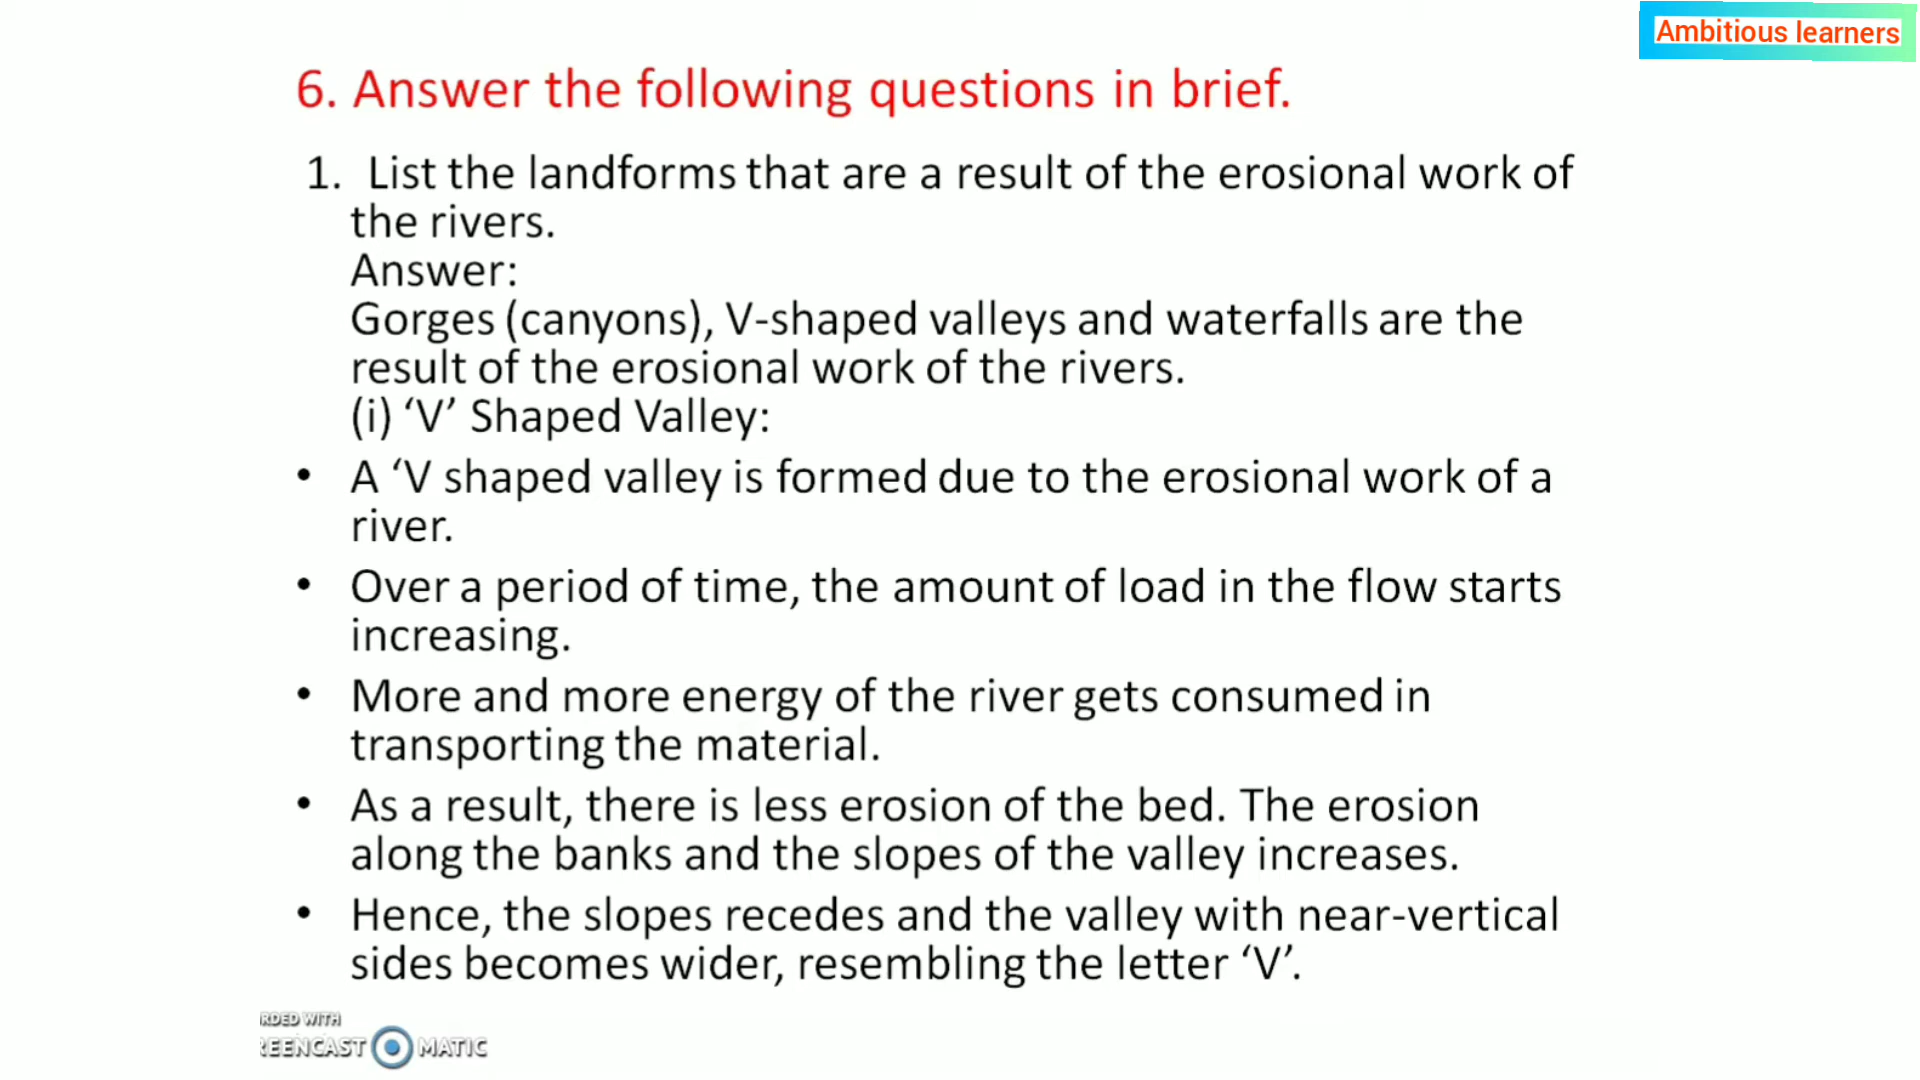 Ambitious learners
6. Answer the following questions in brief.
1. List the landforms that are a result of the erosional work of
the rivers.
Answer:
Gorges (canyons), V-shaped valleys and waterfalls are the
result of the erosional work of the rivers.
(i) ‘V’ Shaped Valley:
• A ‘V shaped valley is formed due to the erosional work of a
river.
• Over a period of time, the amount of load in the flow starts
increasing.
• More and more energy of the river gets consumed in
transporting the material.
• As a result, there is less erosion of the bed. The erosion
along the banks and the slopes of the valley increases.
• Hence, the slopes recedes and the valley with near-vertical
sides becomes wider, resembling the letter ‘V’.
RDED WITH
REENCAST MATIC